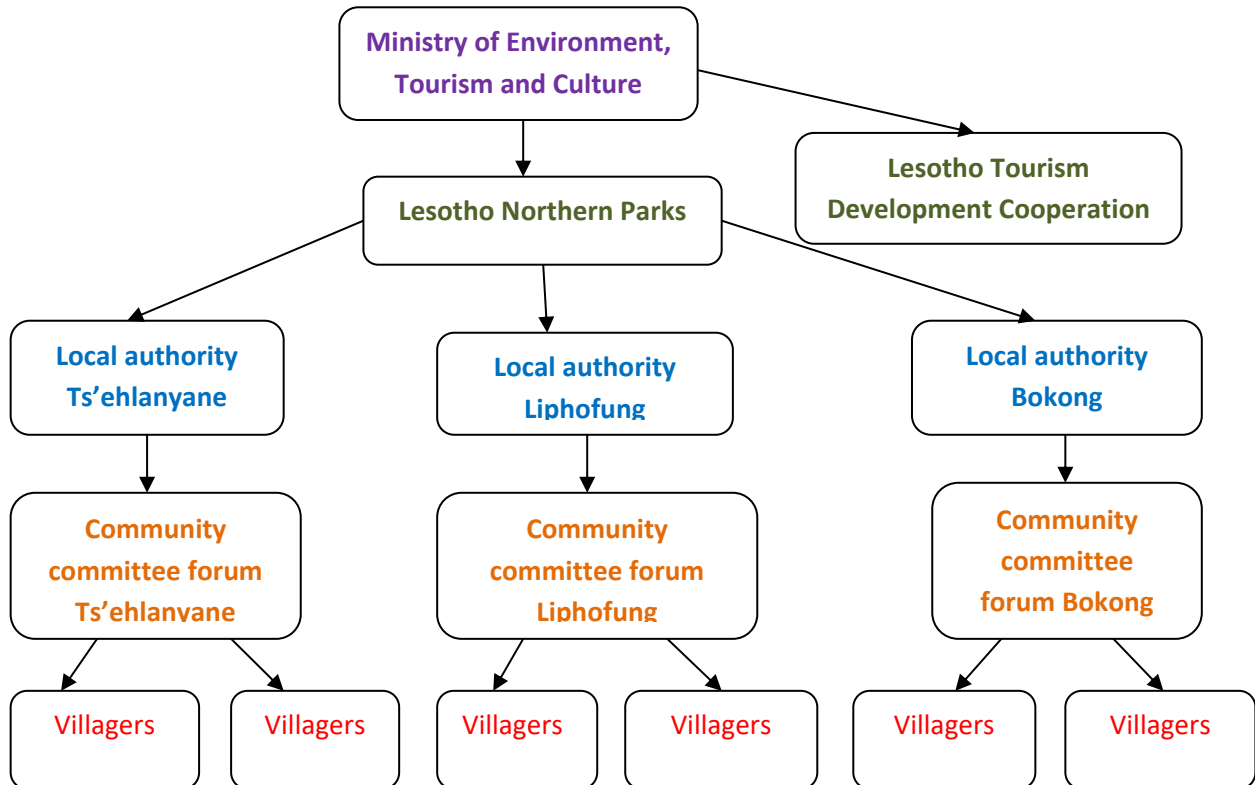 Ministry of Environment,
Tourism and Culture
Lesotho Tourism
Development Cooperation
Lesotho Northern Parks
Local authority
Ts’ehlanyane
Local authority
Liphofung
Local authority
Bokong
Community
committee forum
Ts’ehlanyane
Community
committee forum
Liphofung
Community
committee
forum Bokong
Villagers
Villagers
Villagers
Villagers
Villagers
Villagers